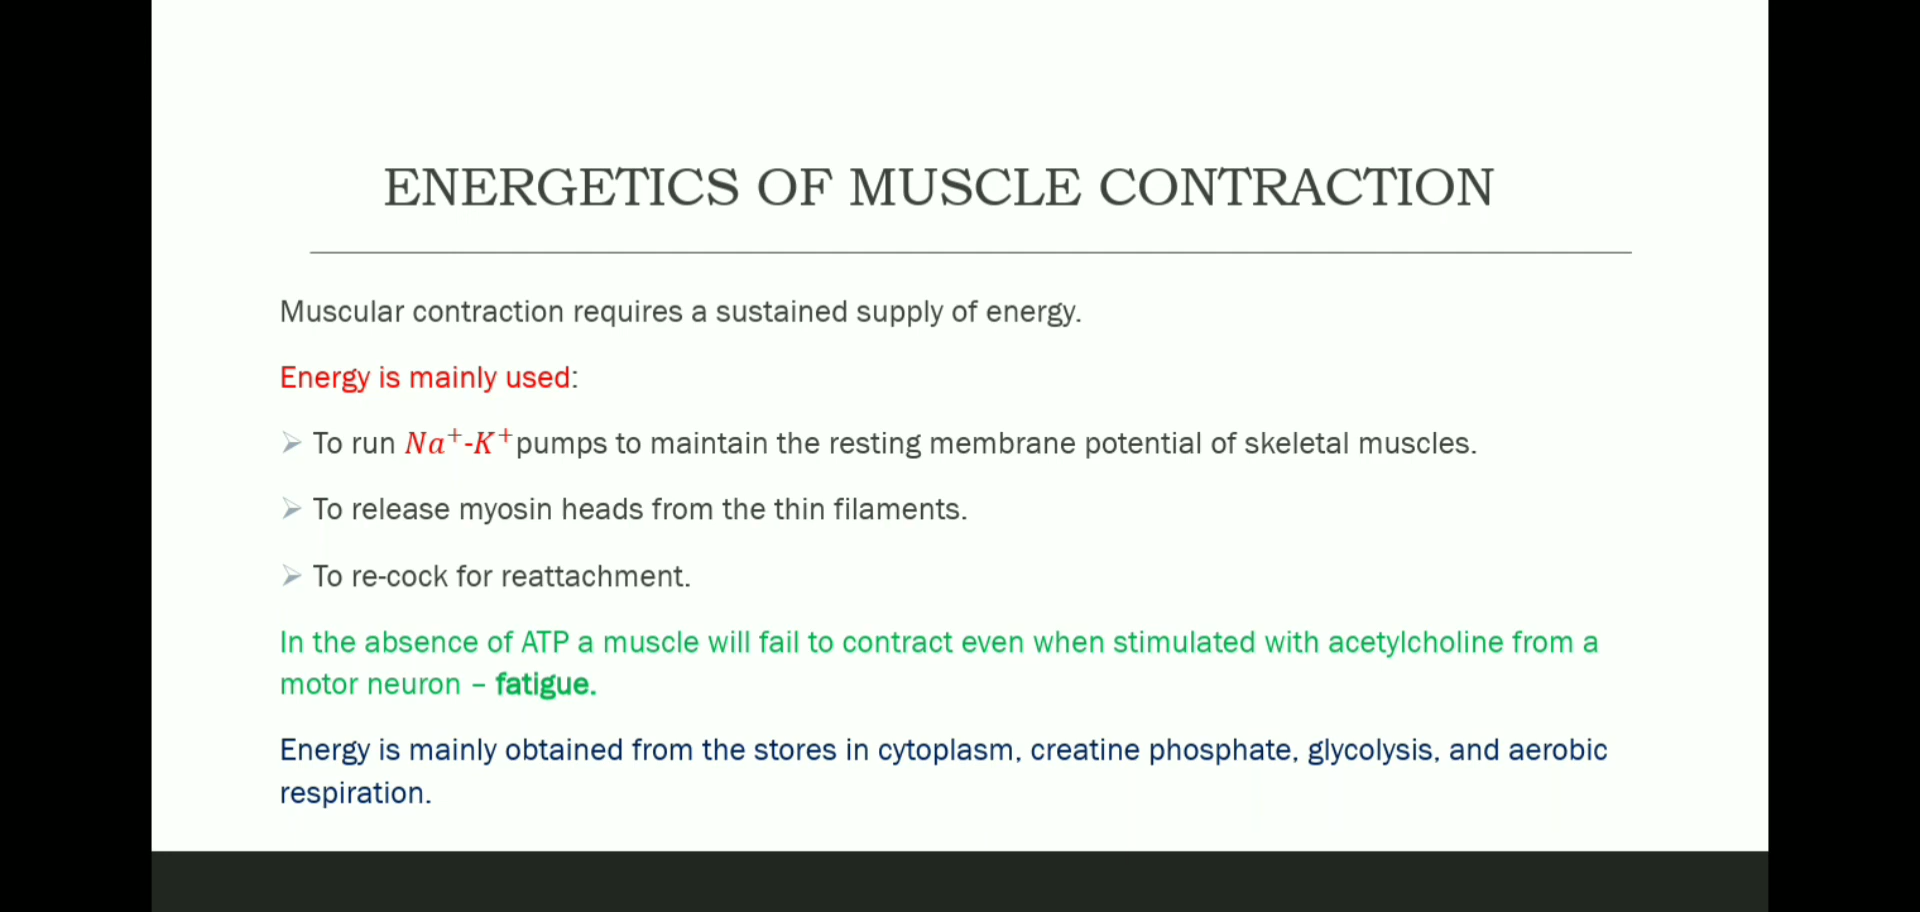 ENERGETICS OF MUSCLE CONTRACTION
Muscular contraction requires a sustained supply of energy.
Energy is mainly used:
➢ To run Na⁺-K⁺pumps to maintain the resting membrane potential of skeletal muscles.
➢ To release myosin heads from the thin filaments.
➢ To re-cock for reattachment.
In the absence of ATP a muscle will fail to contract even when stimulated with acetylcholine from a
motor neuron – fatigue.
Energy is mainly obtained from the stores in cytoplasm, creatine phosphate, glycolysis, and aerobic
respiration.